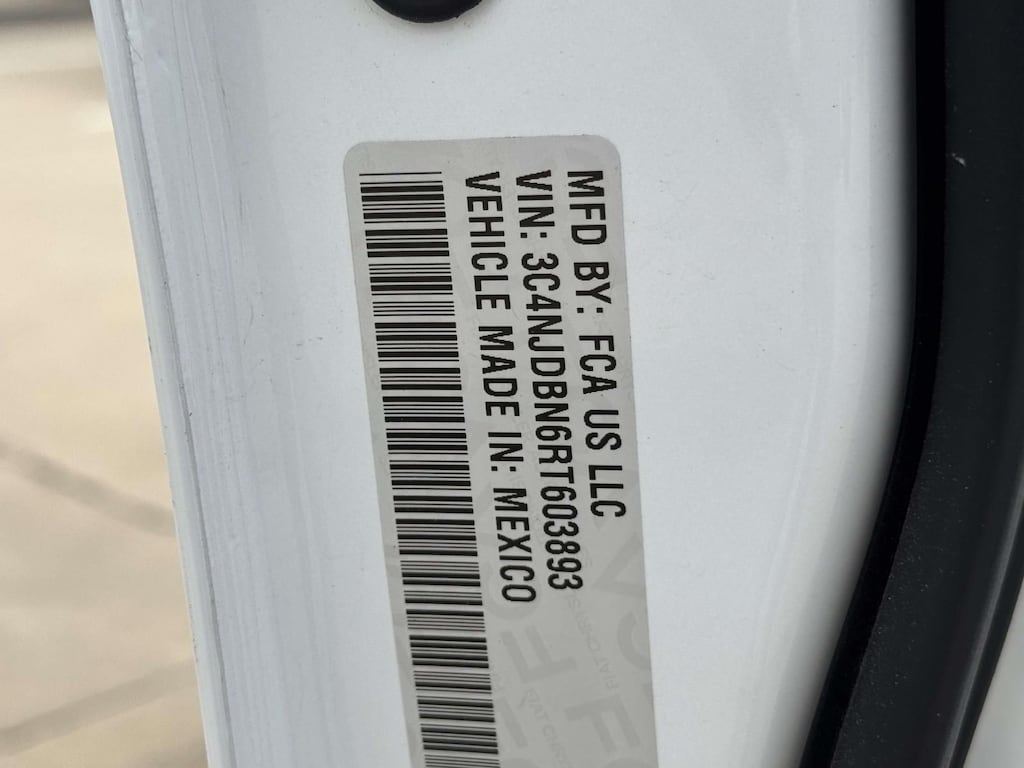 MFD BY: FCA US LLC
VIN: 3C4NJDBN6RT603893
VEHICLE MADE IN: MEXICO